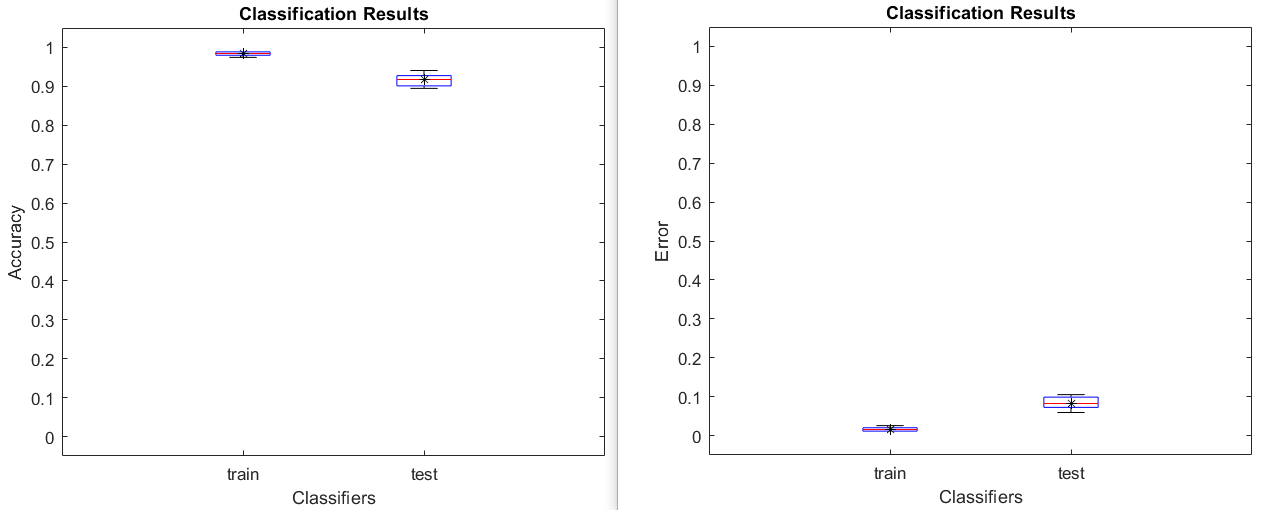 Classification Results
1
0.9
0.8
0.7
0.6
0.5
0.4
0.3
0.2
0.1
0
Accuracy
train test
Classifiers
Classification Results
1
0.9
0.8
0.7
0.6
0.5
0.4
0.3
0.2
0.1
0
Error
train test
Classifiers